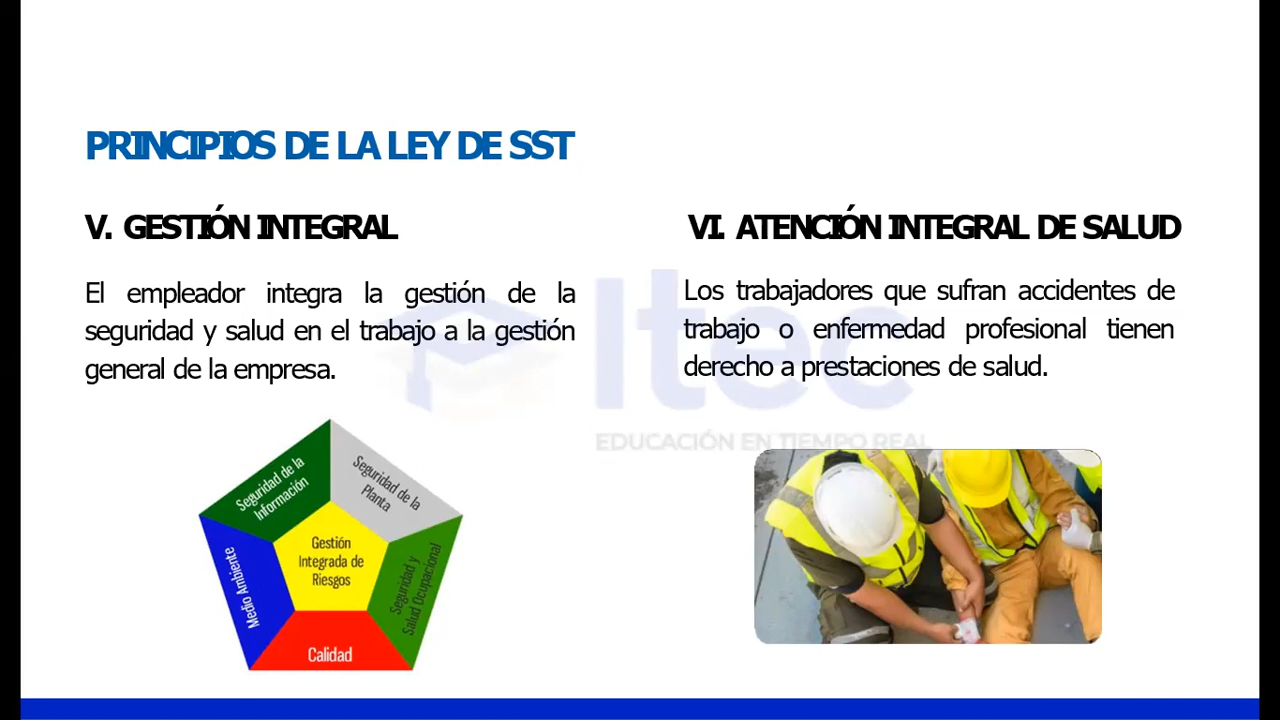 PRINCIPIOS DE LA LEY DE SST
V. GESTIÓN INTEGRAL
El empleador integra la gestión de la
seguridad y salud en el trabajo a la gestión
general de la empresa.
Seguridad de la
Información
Seguridad de la
Planta
Gestión
Integrada de
Riesgos
Medio Ambiente
Seguridad y
Salud Ocupacional
Calidad
VI. ATENCIÓN INTEGRAL DE SALUD
Los trabajadores que sufran accidentes de
trabajo o enfermedad profesional tienen
derecho a prestaciones de salud.
Itec
EDUCACIÓN EN TIEMPO REAL